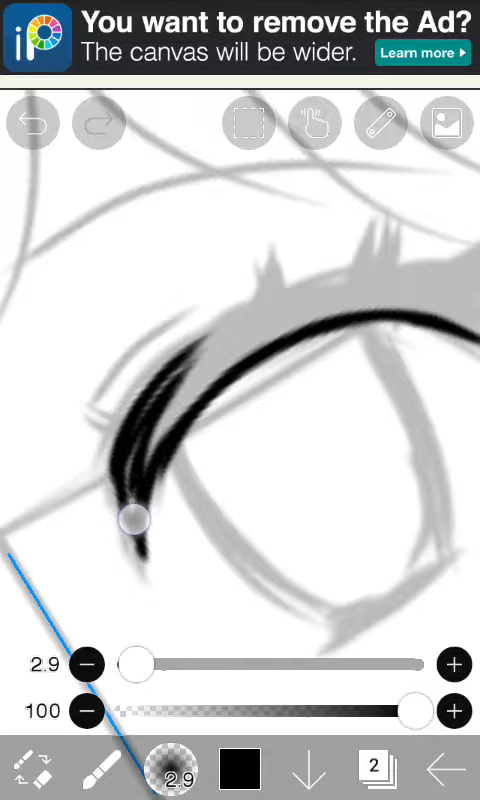 iP
You want to remove the Ad?
The canvas will be wider.
Learn more
2.9
100
2.9
2